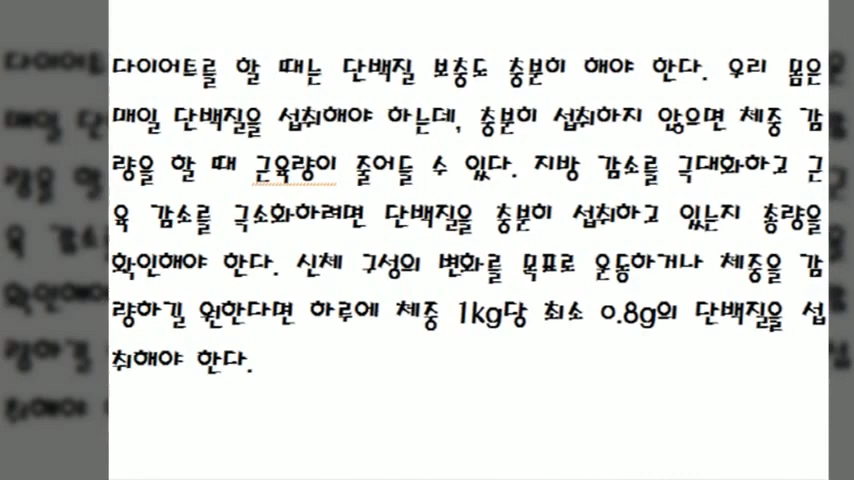 다이어트를 할 때는 단백질 보충도 충분히 해야 한다. 우리 몸은
매일 단백질을 섭취해야 하는데, 충분히 섭취하지 않으면 체중 감
량을 할 때 근육량이 줄어들 수 있다. 지방 감소를 극대화하고 근
육 감소를 극소화하려면 단백질을 충분히 섭취하고 있는지 총량을
확인해야 한다. 신체 구성의 변화를 목표로 운동하거나 체중을 감
량하길 원한다면 하루에 체중 1kg당 최소 0.8g의 단백질을 섭
취해야 한다.